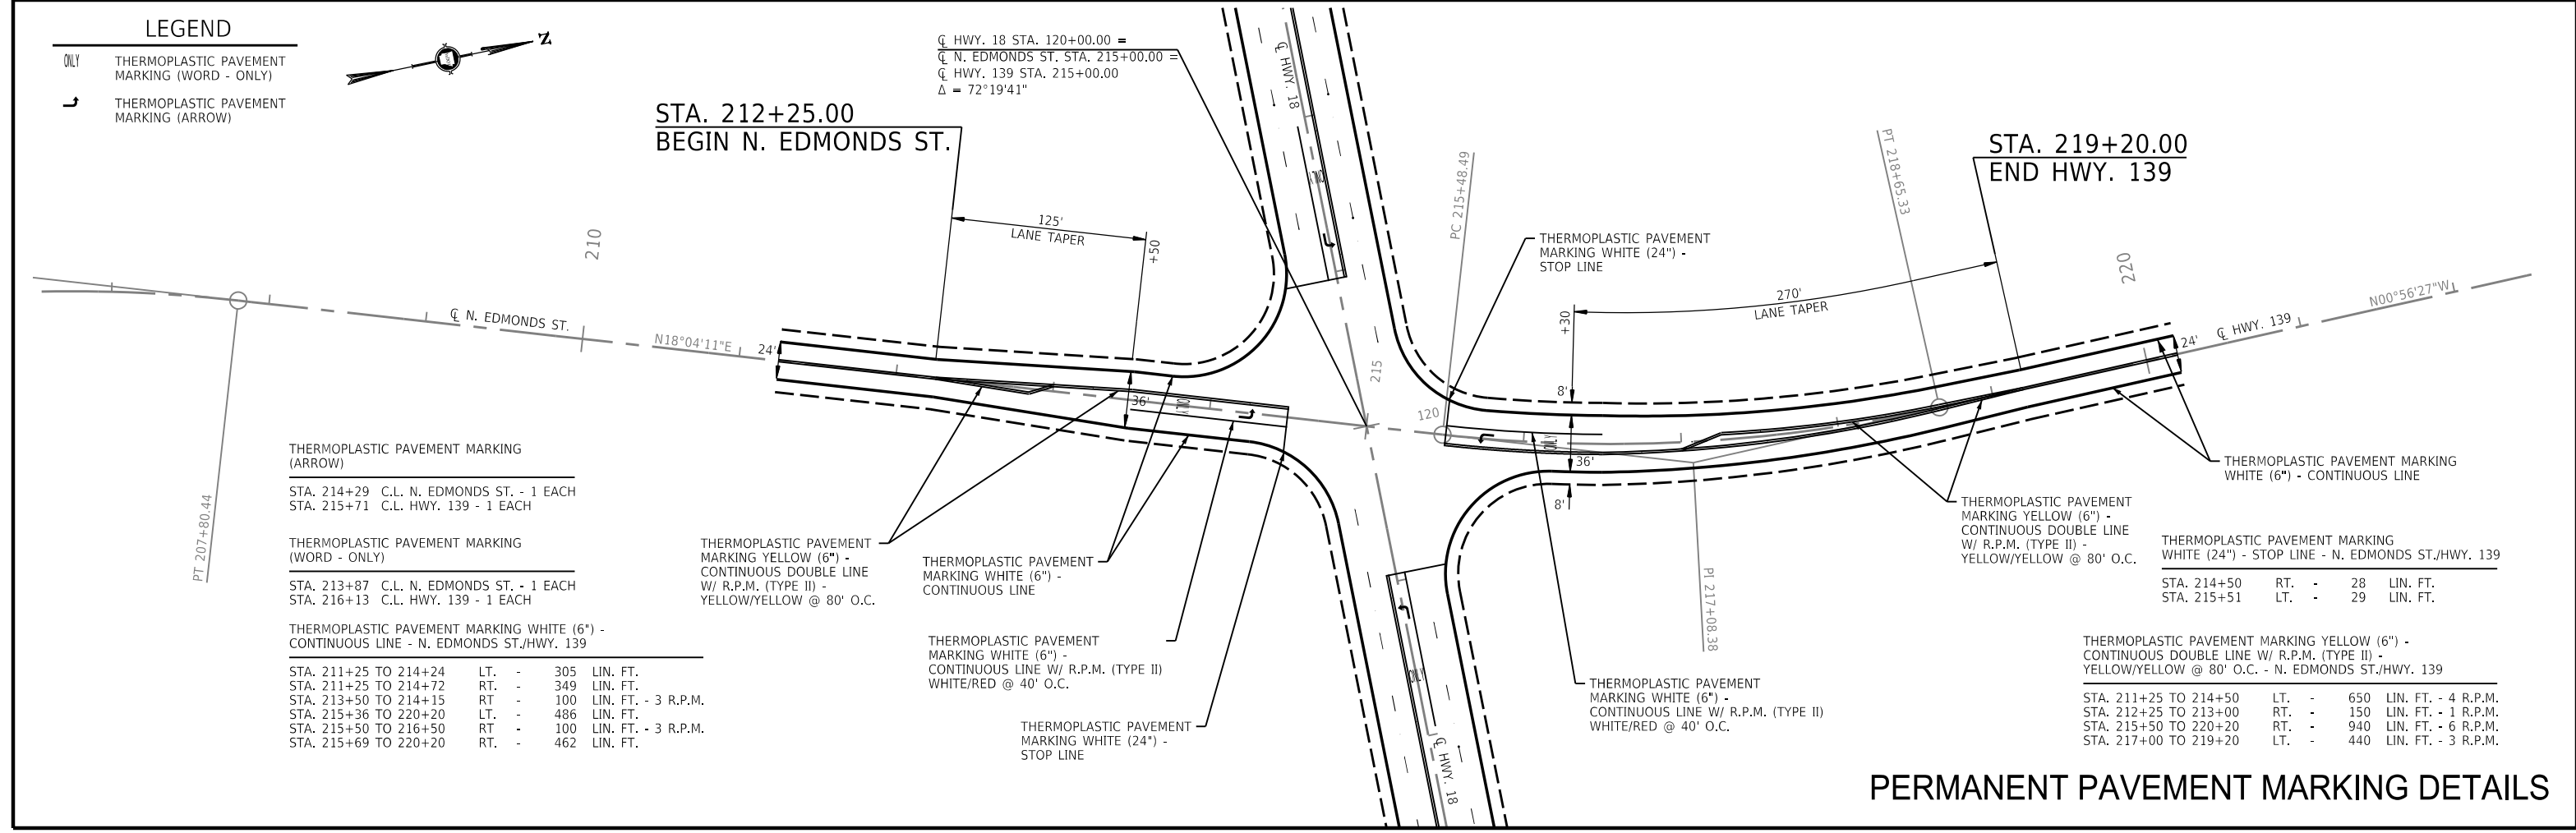 LEGEND
ONLY THERMOPLASTIC PAVEMENT
MARKING (WORD - ONLY)
THERMOPLASTIC PAVEMENT
MARKING (ARROW)
N
℄ HWY. 18 STA. 120+00.00 =
℄ N. EDMONDS ST. STA. 215+00.00 =
℄ HWY. 139 STA. 215+00.00
Δ = 72°19'41"
STA. 212+25.00
BEGIN N. EDMONDS ST.
125'
LANE TAPER
+50
℄ HWY. 18
ONLY
PC 215+48.49
THERMOPLASTIC PAVEMENT
MARKING WHITE (24") -
STOP LINE
PT 218+65.33
STA. 219+20.00
END HWY. 139
270'
LANE TAPER
+30
220
N00°56'27"W
℄ HWY. 139
24'
210
℄ N. EDMONDS ST.
N18°04'11"E
24'
PT 207+80.44
36'
ONLY
215
120
8'
ONLY
36'
8'
PI 217+08.38
THERMOPLASTIC PAVEMENT MARKING
(ARROW)
STA. 214+29 C.L. N. EDMONDS ST. - 1 EACH
STA. 215+71 C.L. HWY. 139 - 1 EACH
THERMOPLASTIC PAVEMENT MARKING
(WORD - ONLY)
STA. 213+87 C.L. N. EDMONDS ST. - 1 EACH
STA. 216+13 C.L. HWY. 139 - 1 EACH
THERMOPLASTIC PAVEMENT MARKING WHITE (6") -
CONTINUOUS LINE - N. EDMONDS ST./HWY. 139
STA. 211+25 TO 214+24 LT. - 305 LIN. FT.
STA. 211+25 TO 214+72 RT. - 349 LIN. FT.
STA. 213+50 TO 214+15 RT - 100 LIN. FT. - 3 R.P.M.
STA. 215+36 TO 220+20 LT. - 486 LIN. FT.
STA. 215+50 TO 216+50 RT - 100 LIN. FT. - 3 R.P.M.
STA. 215+69 TO 220+20 RT. - 462 LIN. FT.
THERMOPLASTIC PAVEMENT
MARKING YELLOW (6") -
CONTINUOUS DOUBLE LINE
W/ R.P.M. (TYPE II) -
YELLOW/YELLOW @ 80' O.C.
THERMOPLASTIC PAVEMENT
MARKING WHITE (6") -
CONTINUOUS LINE
THERMOPLASTIC PAVEMENT
MARKING WHITE (6") -
CONTINUOUS LINE W/ R.P.M. (TYPE II)
WHITE/RED @ 40' O.C.
THERMOPLASTIC PAVEMENT
MARKING WHITE (24") -
STOP LINE
ONLY
℄ HWY. 18
THERMOPLASTIC PAVEMENT
MARKING WHITE (6") -
CONTINUOUS LINE W/ R.P.M. (TYPE II)
WHITE/RED @ 40' O.C.
THERMOPLASTIC PAVEMENT
MARKING YELLOW (6") -
CONTINUOUS DOUBLE LINE
W/ R.P.M. (TYPE II) -
YELLOW/YELLOW @ 80' O.C.
THERMOPLASTIC PAVEMENT MARKING
WHITE (6") - CONTINUOUS LINE
THERMOPLASTIC PAVEMENT MARKING
WHITE (24") - STOP LINE - N. EDMONDS ST./HWY. 139
STA. 214+50 RT. - 28 LIN. FT.
STA. 215+51 LT. - 29 LIN. FT.
THERMOPLASTIC PAVEMENT MARKING YELLOW (6") -
CONTINUOUS DOUBLE LINE W/ R.P.M. (TYPE II) -
YELLOW/YELLOW @ 80' O.C. - N. EDMONDS ST./HWY. 139
STA. 211+25 TO 214+50 LT. - 650 LIN. FT. - 4 R.P.M.
STA. 212+25 TO 213+00 RT. - 150 LIN. FT. - 1 R.P.M.
STA. 215+50 TO 220+20 RT. - 940 LIN. FT. - 6 R.P.M.
STA. 217+00 TO 219+20 LT. - 440 LIN. FT. - 3 R.P.M.
PERMANENT PAVEMENT MARKING DETAILS